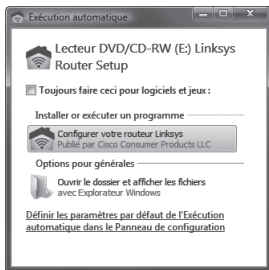 Exécution automatique
Lecteur DVD/CD-RW (E:) Linksys
Router Setup
Toujours faire ceci pour logiciels et jeux :
Installer or exécuter un programme
Configurer votre routeur Linksys
Publié par Cisco Consumer Products LLC
Options pour générales
Ouvrir le dossier et afficher les fichiers
avec Explorateur Windows
Définir les paramètres par défaut de l'Exécution
automatique dans le Panneau de configuration